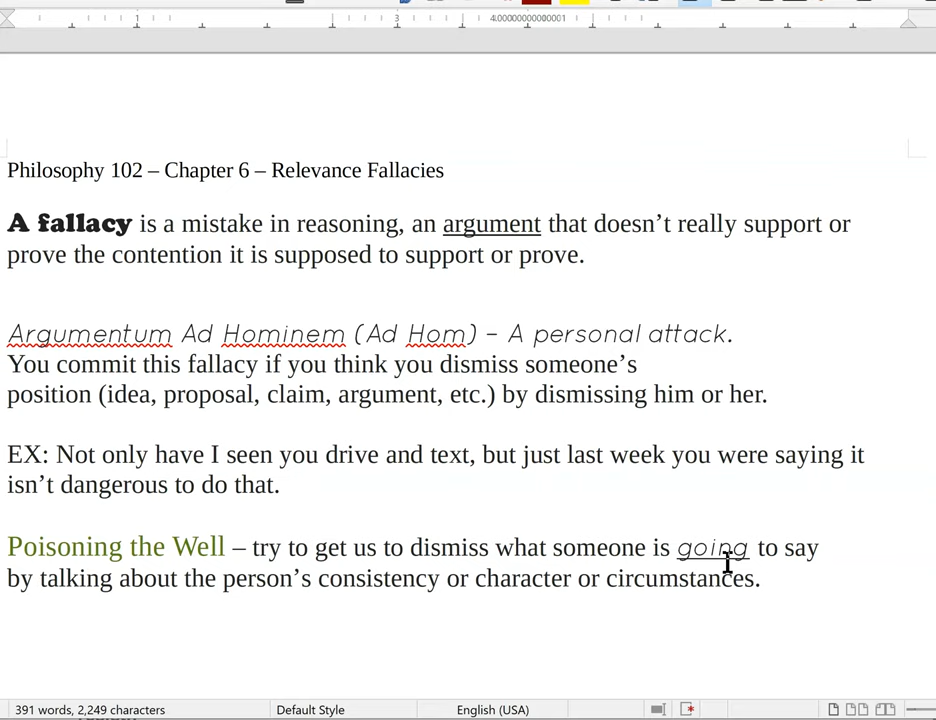 1 3 4.00000000000001
Philosophy 102 – Chapter 6 – Relevance Fallacies
A fallacy is a mistake in reasoning, an argument that doesn’t really support or
prove the contention it is supposed to support or prove.
Argumentum Ad Hominem (Ad Hom) – A personal attack.
You commit this fallacy if you think you dismiss someone’s
position (idea, proposal, claim, argument, etc.) by dismissing him or her.
EX: Not only have I seen you drive and text, but just last week you were saying it
isn’t dangerous to do that.
Poisoning the Well – try to get us to dismiss what someone is going to say
by talking about the person’s consistency or character or circumstances.
391 words, 2,249 characters Default Style English (USA)